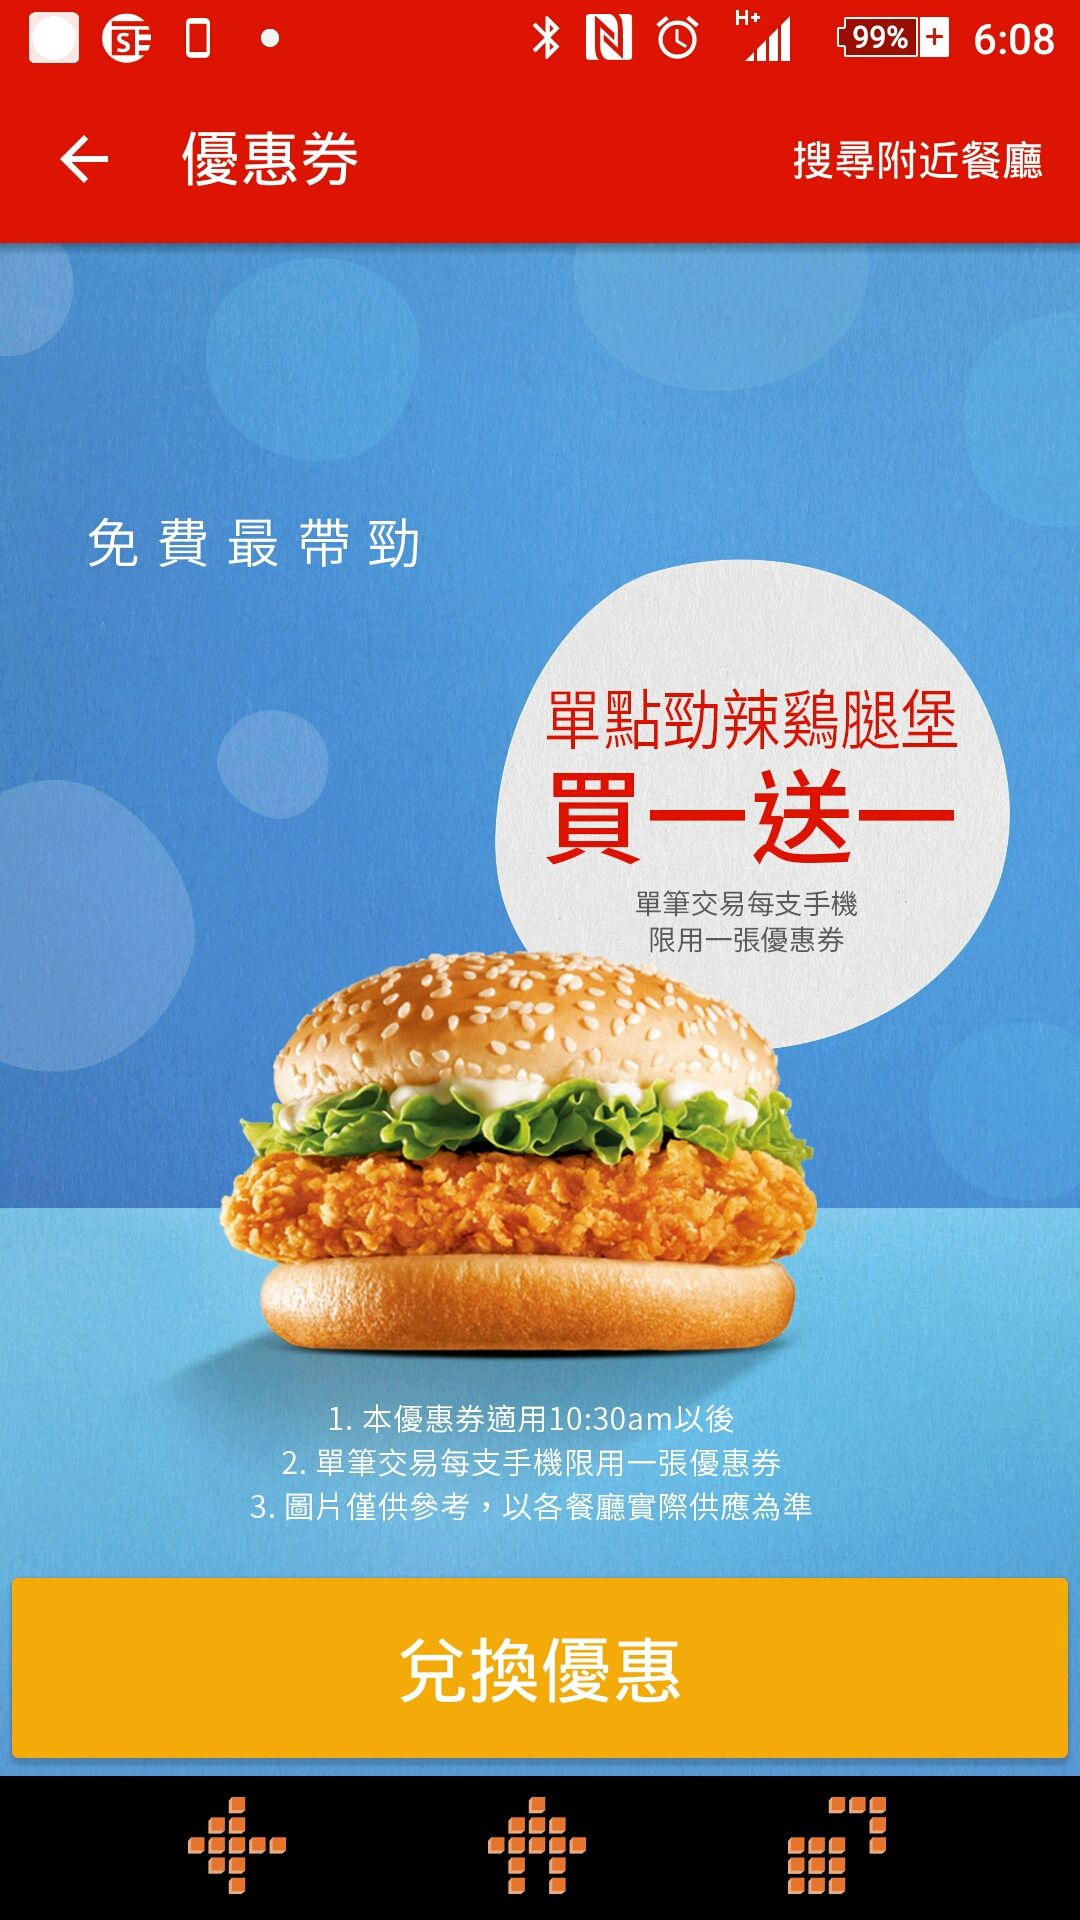 H+
99%
6:08
優惠券
搜尋附近餐廳
免費最帶勁
單點勁辣鷄腿堡
買一送一
單筆交易每支手機
限用一張優惠券
1. 本優惠券適用10:30am以後
2. 單筆交易每支手機限用一張優惠券
3. 圖片僅供參考，以各餐廳實際供應為準
兌換優惠